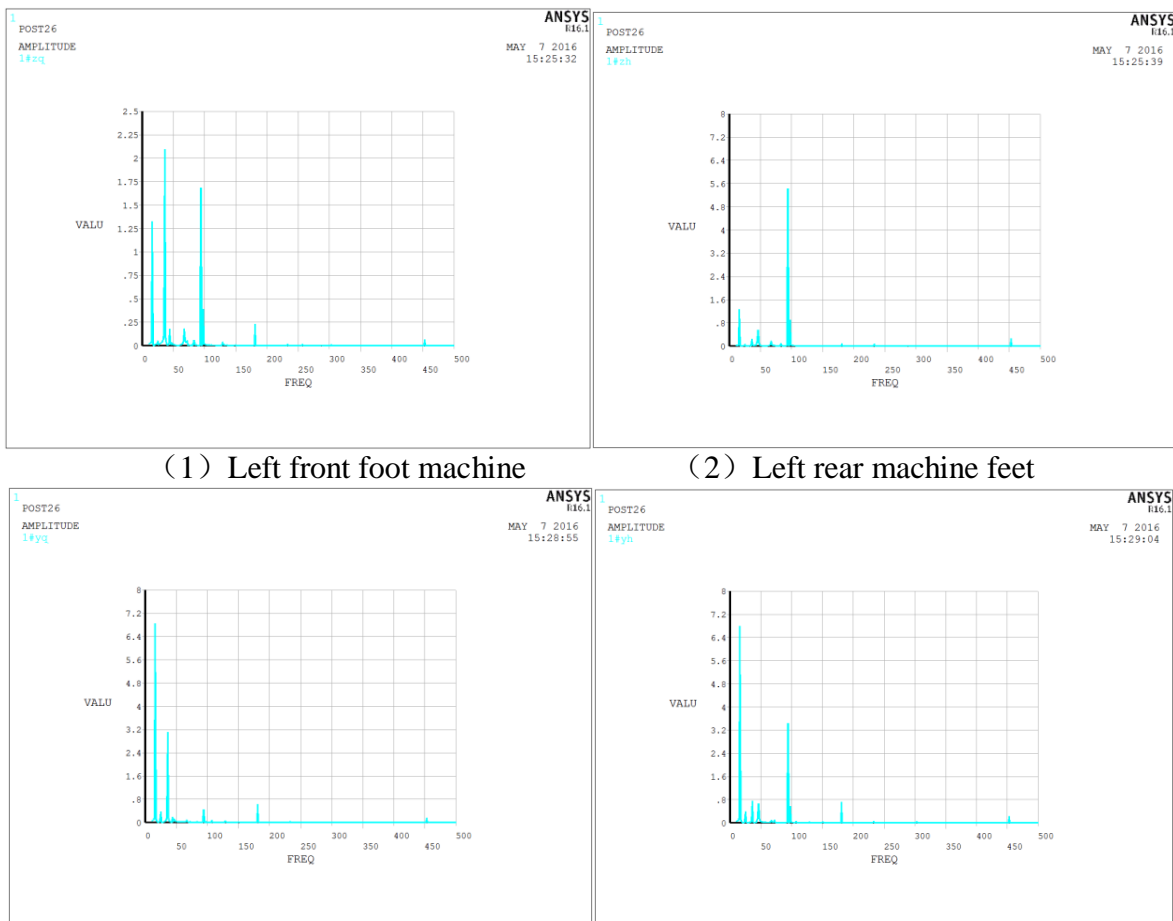 1
ANSYS
R16.1
POST26
AMPLITUDE
1#zq
MAY 7 2016
15:25:32
2.5
2.25
2
1.75
1.5
VALU
1.25
1
.75
.5
.25
0
0 100 200 300 400 500
50 150 250 350 450
FREQ
1
ANSYS
R16.1
POST26
AMPLITUDE
1#zh
MAY 7 2016
15:25:39
8
7.2
6.4
5.6
4.8
VALU
4
3.2
2.4
1.6
.8
0
0 100 200 300 400 500
50 150 250 350 450
FREQ
(1)Left front foot machine
(2)Left rear machine feet
1
ANSYS
R16.1
POST26
AMPLITUDE
1#yq
MAY 7 2016
15:28:55
8
7.2
6.4
5.6
4.8
VALU
4
3.2
2.4
1.6
.8
0
0 100 200 300 400 500
50 150 250 350 450
FREQ
1
ANSYS
R16.1
POST26
AMPLITUDE
1#yh
MAY 7 2016
15:29:04
8
7.2
6.4
5.6
4.8
VALU
4
3.2
2.4
1.6
.8
0
0 100 200 300 400 500
50 150 250 350 450
FREQ